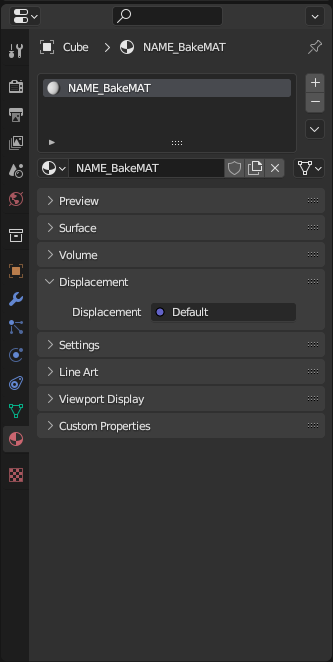 Cube > NAME_BakeMAT
NAME_BakeMAT
NAME_BakeMAT
Preview
Surface
Volume
Displacement
Displacement Default
Settings
Line Art
Viewport Display
Custom Properties